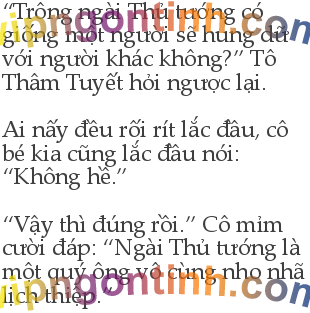 “Trông ngài Thủ tướng có
giống một người sẽ hung dữ
với người khác không?” Tô
Thâm Tuyết hỏi ngược lại.
Ai nấy đều rối rít lắc đầu, cô
bé kia cũng lắc đầu nói:
“Không hề.”
“Vậy thì đúng rồi.” Cô mỉm
cười đáp: “Ngài Thủ tướng là
một quý ông vô cùng nho nhã
lịch thiệp.”